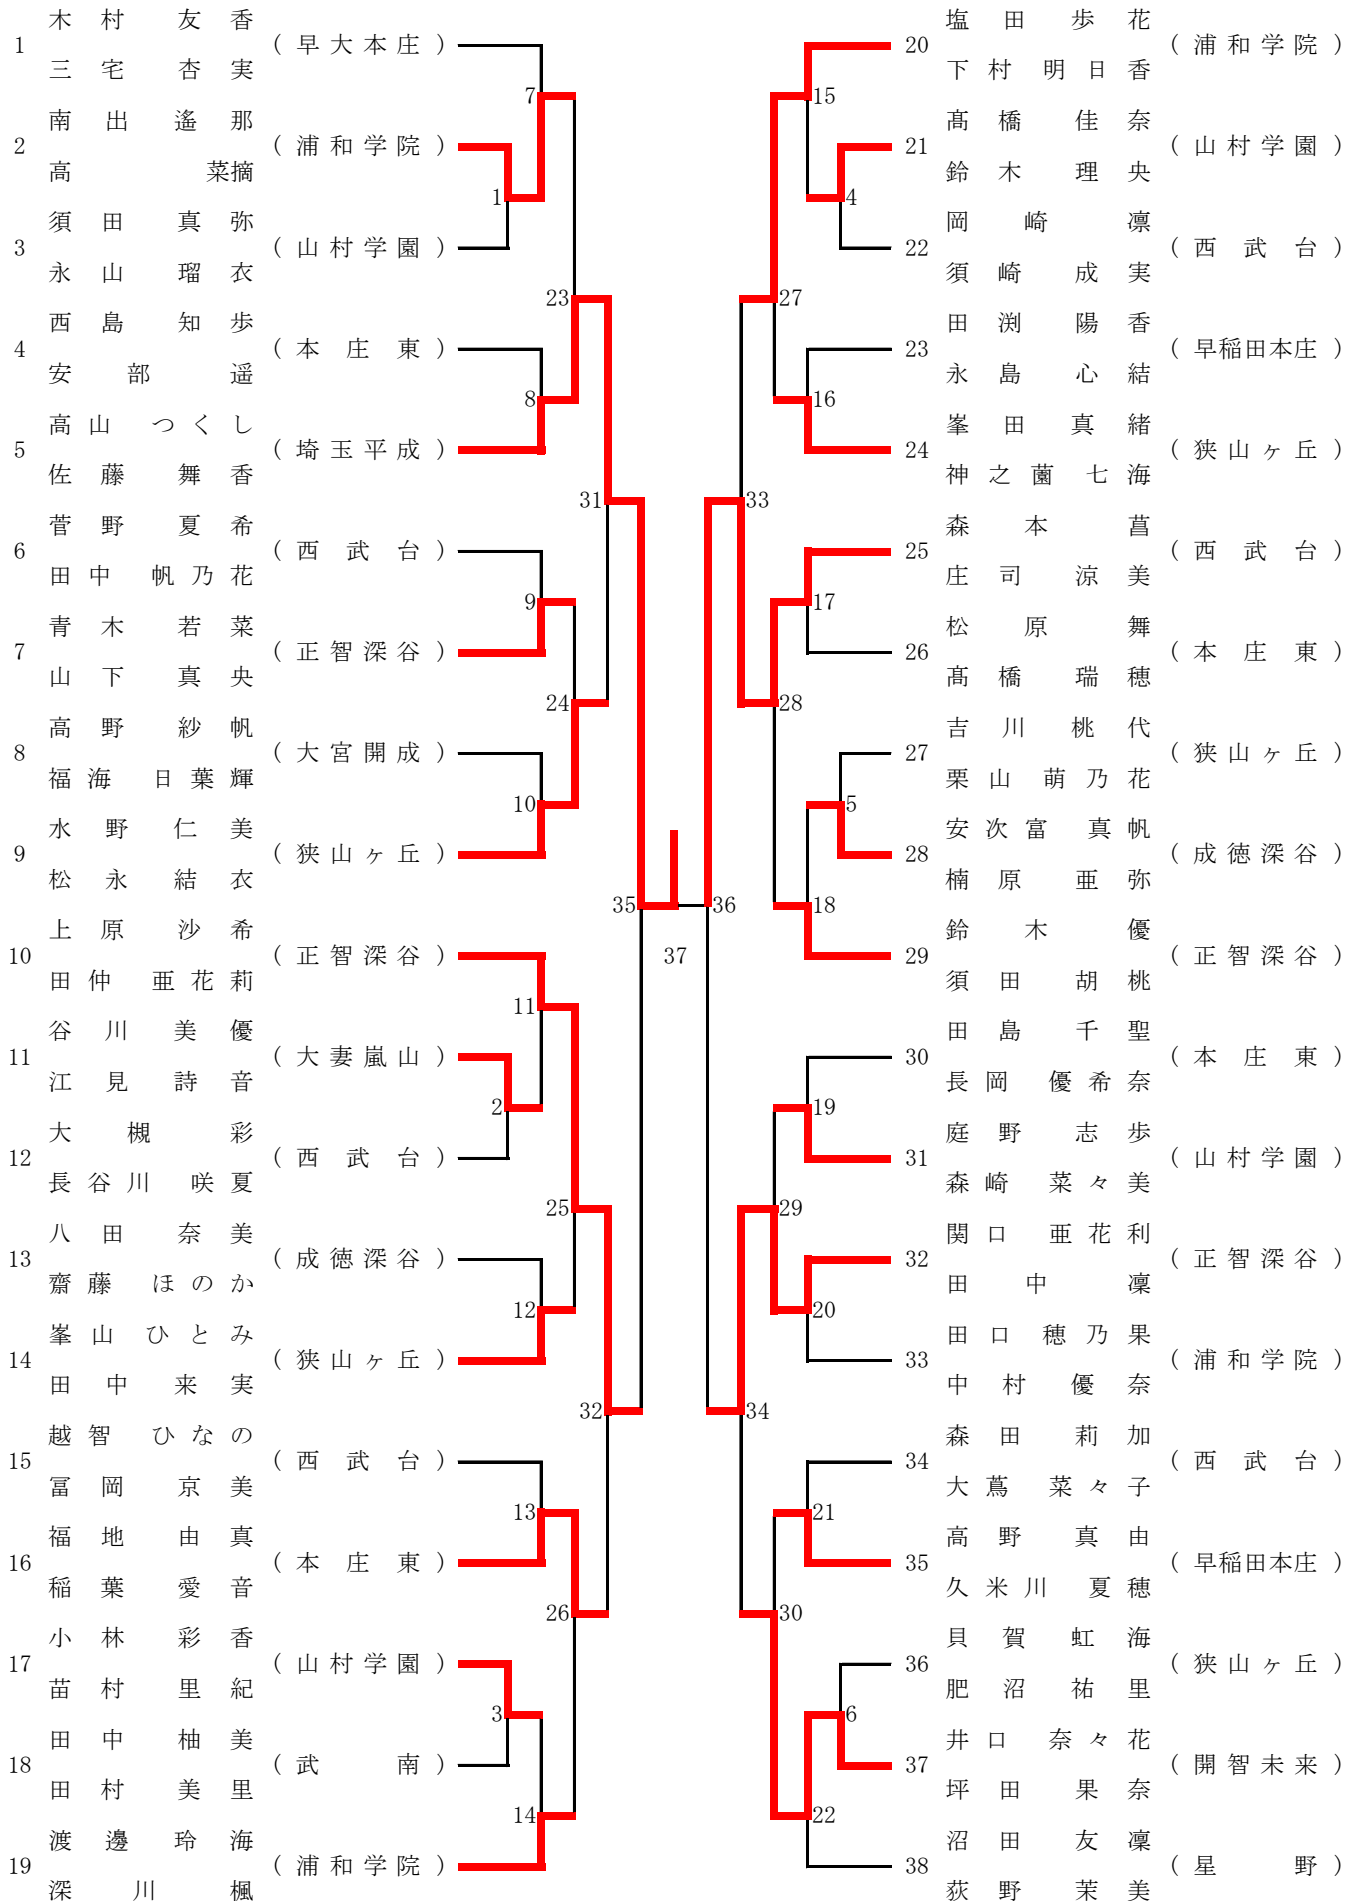 木村 友香
1 (早大本庄)
三宅 杏実
南出 遙那
2 (浦和学院)
高 菜摘
須田 真弥
3 (山村学園)
永山 瑠衣
西島 知歩
4 (本庄東)
安部 遥
高山 つくし
5 (埼玉平成)
佐藤 舞香
菅野 夏希
6 (西武台)
田中 帆乃花
青木 若菜
7 (正智深谷)
山下 真央
高野 紗帆
8 (大宮開成)
福海 日葉輝
水野 仁美
9 (狭山ヶ丘)
松永 結衣
上原 沙希
10 (正智深谷)
田仲 亜花莉
谷川 美優
11 (大妻嵐山)
江見 詩音
大槻 彩
12 (西武台)
長谷川 咲夏
八田 奈美
13 (成徳深谷)
齋藤 ほのか
峯山 ひとみ
14 (狭山ヶ丘)
田中 来実
越智 ひなの
15 (西武台)
冨岡 京美
福地 由真
16 (本庄東)
稲葉 愛音
小林 彩香
17 (山村学園)
苗村 里紀
田中 柚美
18 (武南)
田村 美里
渡邊 玲海
19 (浦和学院)
深川 楓
7
1
23
8
31
9
24
10
35
11
2
25
12
32
13
26
3
14
37
36
15
4
27
16
33
17
28
5
18
19
29
20
34
21
30
6
22
塩田 歩花
20 (浦和学院)
下村 明日香
髙橋 佳奈
21 (山村学園)
鈴木 理央
岡崎 凛
22 (西武台)
須崎 成実
田渕 陽香
23 (早稲田本庄)
永島 心結
峯田 真緒
24 (狭山ヶ丘)
神之薗 七海
森本 菖
25 (西武台)
庄司 涼美
松原 舞
26 (本庄東)
髙橋 瑞穂
吉川 桃代
27 (狭山ヶ丘)
栗山 萌乃花
安次富 真帆
28 (成徳深谷)
楠原 亜弥
鈴木 優
29 (正智深谷)
須田 胡桃
田島 千聖
30 (本庄東)
長岡 優希奈
庭野 志歩
31 (山村学園)
森崎 菜々美
関口 亜花利
32 (正智深谷)
田中 凜
田口 穂乃果
33 (浦和学院)
中村 優奈
森田 莉加
34 (西武台)
大蔦 菜々子
高野 真由
35 (早稲田本庄)
久米川 夏穂
貝賀 虹海
36 (狭山ヶ丘)
肥沼 祐里
井口 奈々花
37 (開智未来)
坪田 果奈
沼田 友凜
38 (星野)
荻野 茉美